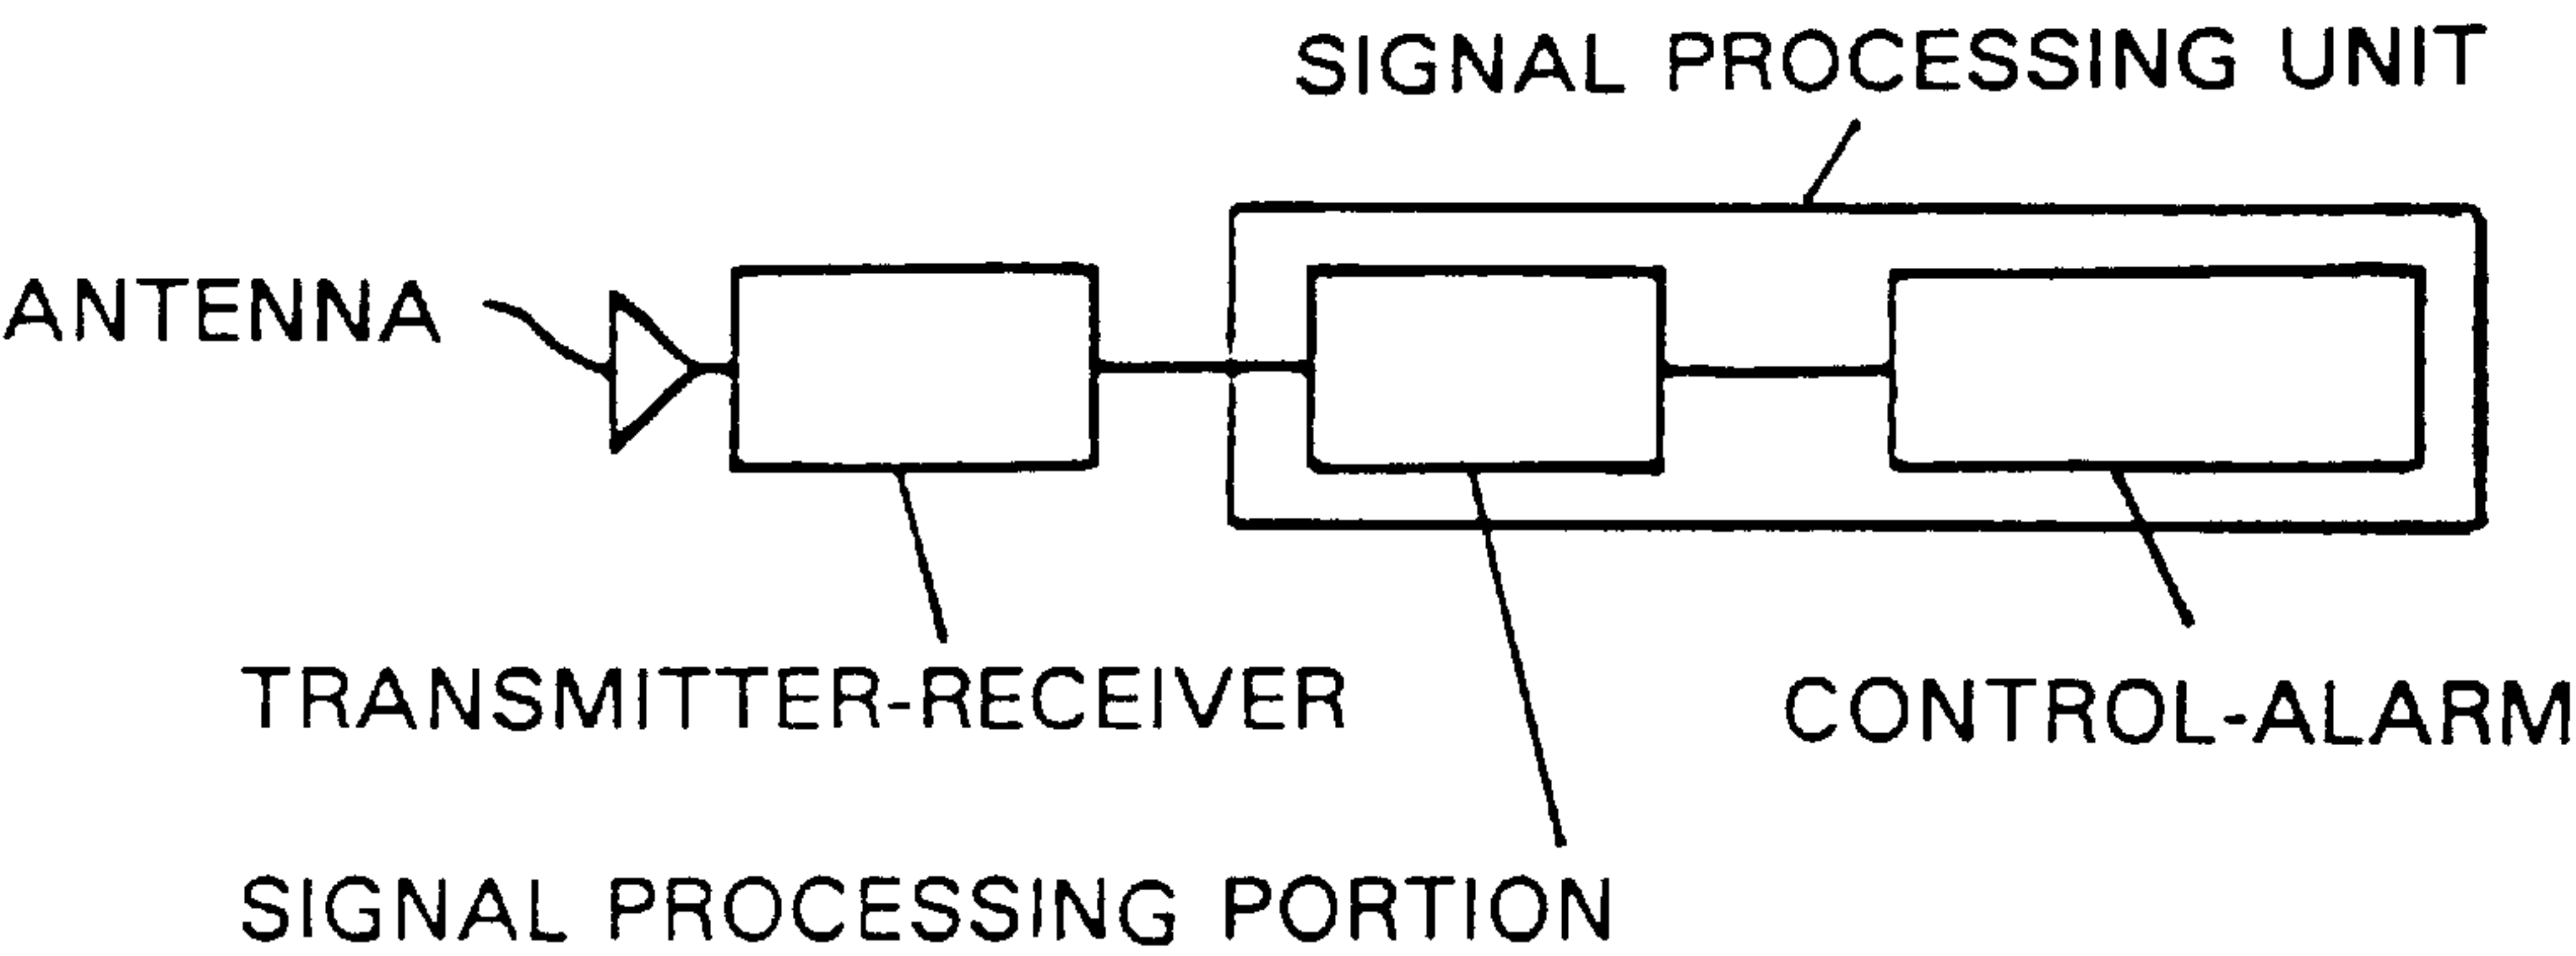 SIGNAL PROCESSING UNIT
ANTENNA
TRANSMITTER-RECEIVER
CONTROL-ALARM
SIGNAL PROCESSING PORTION